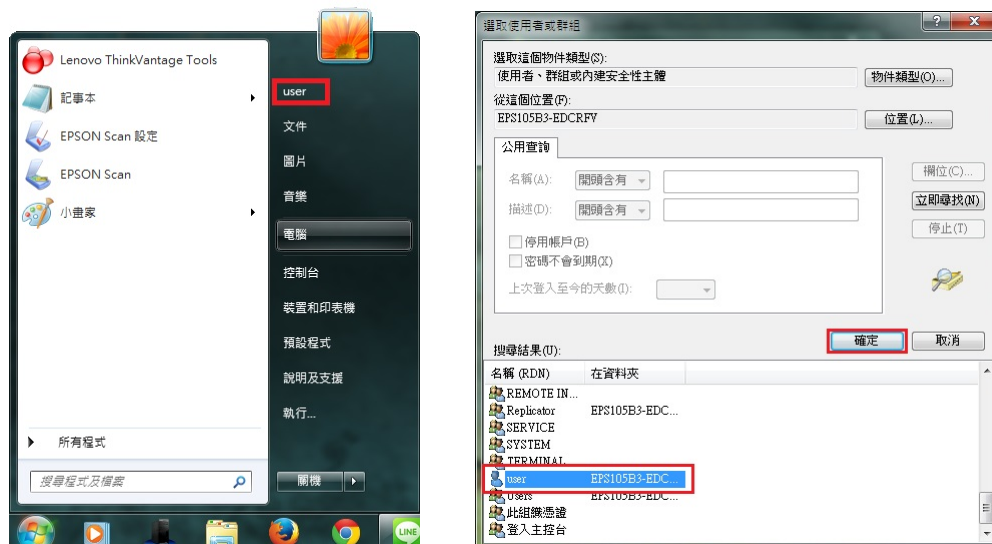 Lenovo ThinkVantage Tools
記事本
EPSON Scan 設定
EPSON Scan
小畫家
所有程式
搜尋程式及檔案
user
文件
圖片
音樂
電腦
控制台
裝置和印表機
預設程式
說明及支援
執行...
關機
LINE
選取使用者或群組
選取這個物件類型(S):
使用者、群組或內建安全性主體
物件類型(O)...
從這個位置(F):
EPS105B3-EDCRFV
位置(L)...
公用查詢
名稱(A):
開頭含有
描述(D):
開頭含有
停用帳戶(B)
密碼不會到期(X)
上次登入至今的天數(I):
欄位(C)...
立即尋找(N)
停止(T)
確定
取消
搜尋結果(U):
名稱 (RDN) 在資料夾
REMOTE IN...
Replicator EPS105B3-EDC...
SERVICE
SYSTEM
TERMINAL
user EPS105B3-EDC...
Users EPS105B3-EDC...
此組織憑證
登入主控台